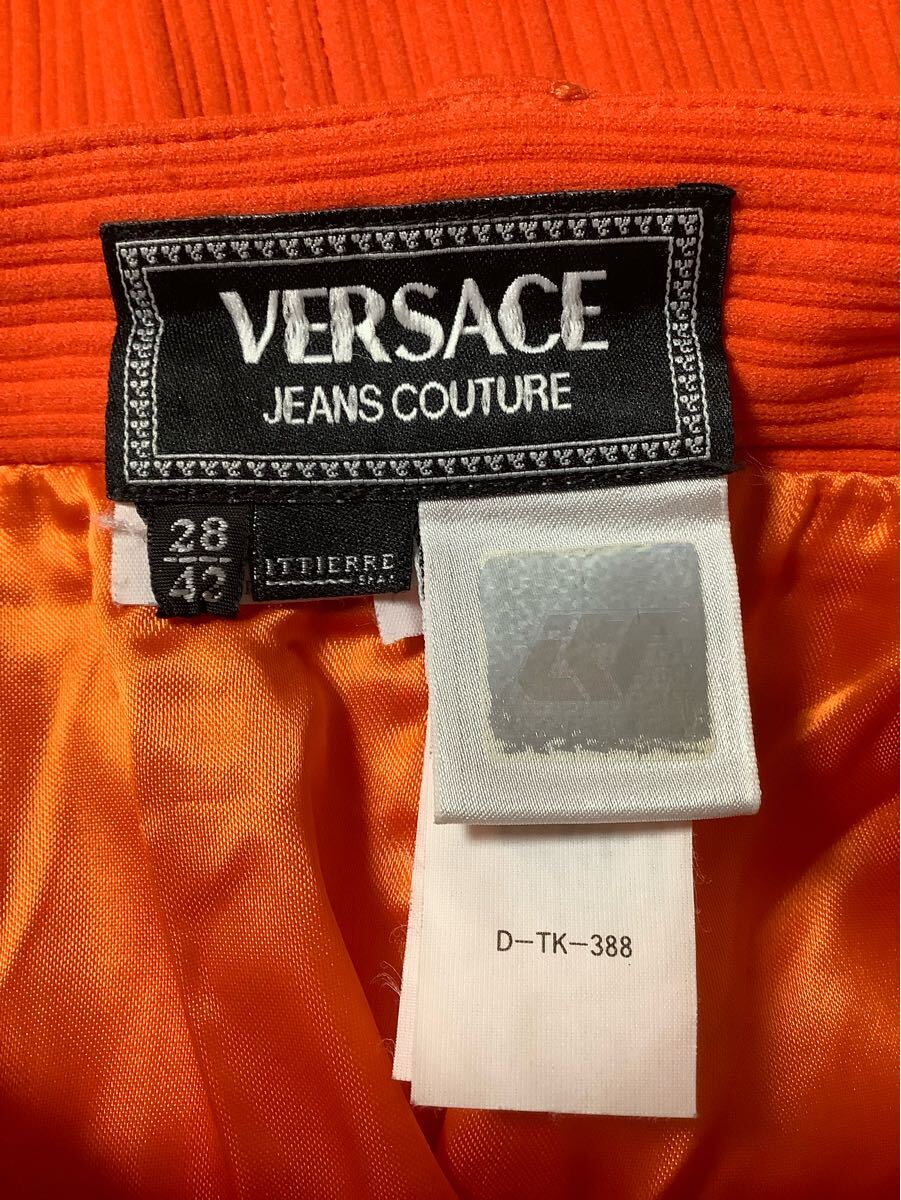 VERSACE
JEANS COUTURE
28
42
ITTIERRE
S.P.A.
D-TK-388